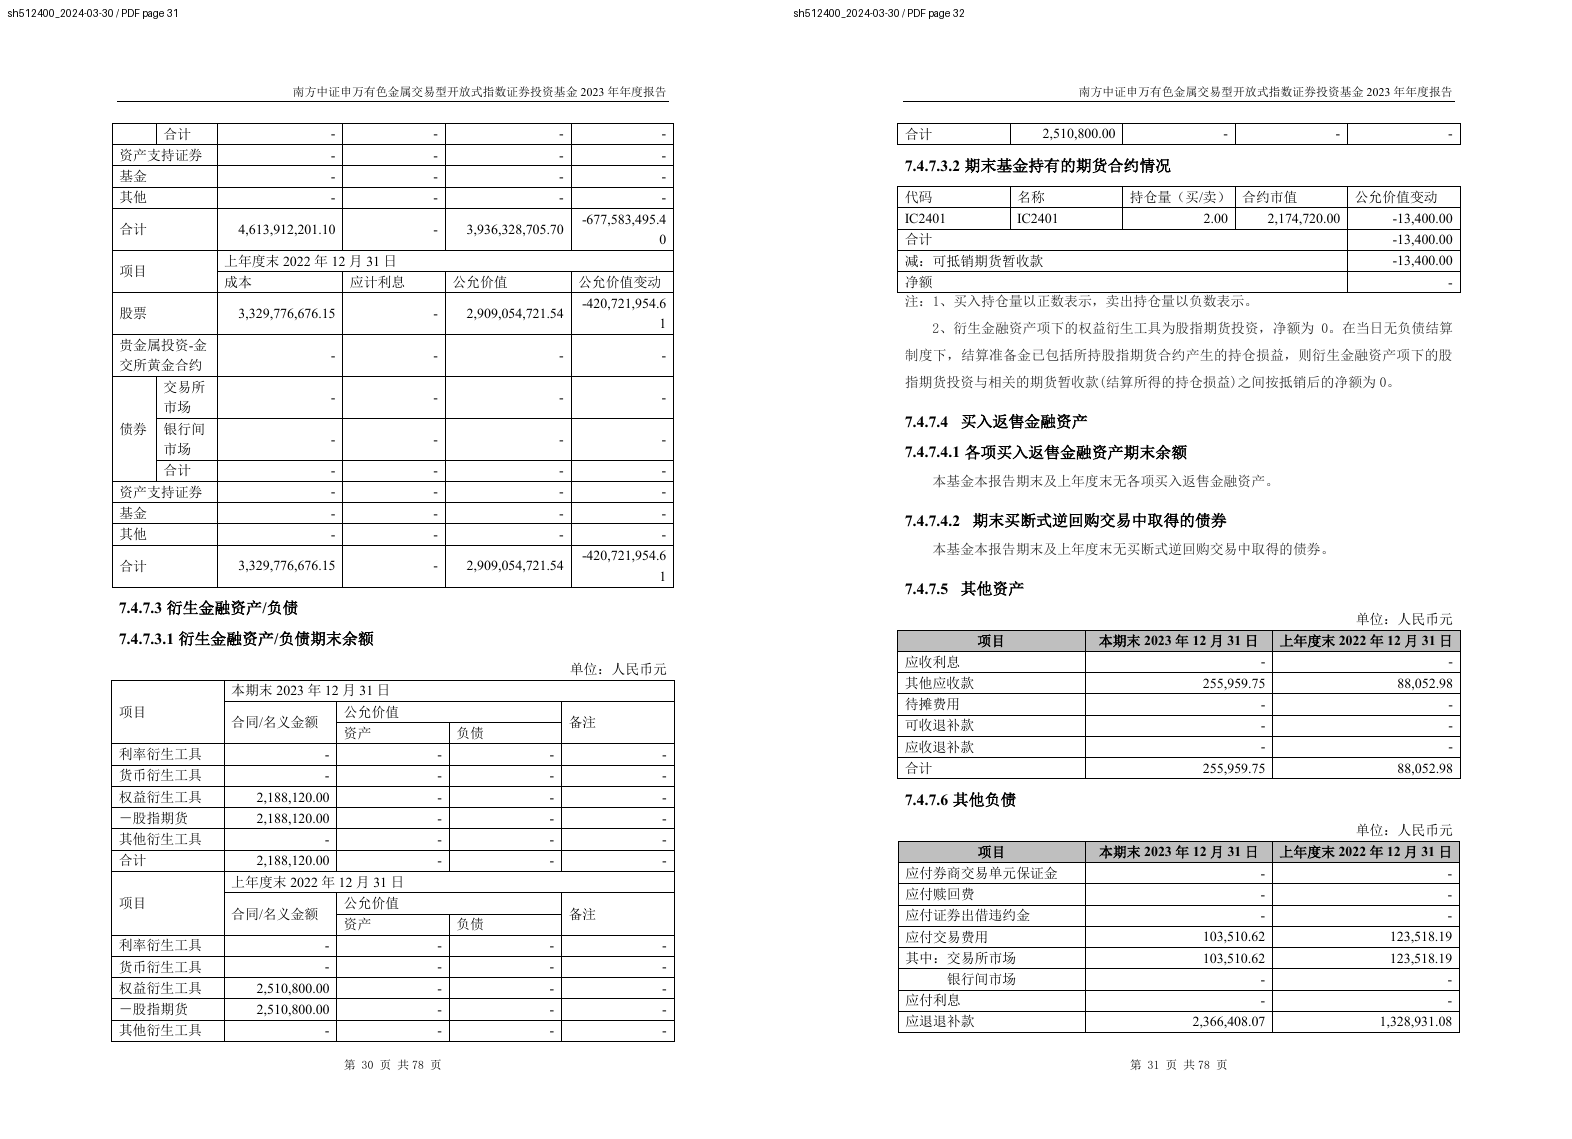 sh512400_2024-03-30 / PDF page 31
南方中证申万有色金属交易型开放式指数证券投资基金 2023 年年度报告
合计 - - - -
资产支持证券 - - - -
基金 - - - -
其他 - - - -
合计 4,613,912,201.10 - 3,936,328,705.70 -677,583,495.4
0
项目 上年度末 2022 年 12 月 31 日
成本 应计利息 公允价值 公允价值变动
股票 3,329,776,676.15 - 2,909,054,721.54 -420,721,954.6
1
贵金属投资-金
交所黄金合约 - - - -
债券 交易所
市场 - - - -
银行间
市场 - - - -
合计 - - - -
资产支持证券 - - - -
基金 - - - -
其他 - - - -
合计 3,329,776,676.15 - 2,909,054,721.54 -420,721,954.6
1
7.4.7.3 衍生金融资产/负债
7.4.7.3.1 衍生金融资产/负债期末余额
单位：人民币元
项目 本期末 2023 年 12 月 31 日
合同/名义金额 公允价值 备注
资产 负债
利率衍生工具 - - - -
货币衍生工具 - - - -
权益衍生工具 2,188,120.00 - - -
－股指期货 2,188,120.00 - - -
其他衍生工具 - - - -
合计 2,188,120.00 - - -
项目 上年度末 2022 年 12 月 31 日
合同/名义金额 公允价值 备注
资产 负债
利率衍生工具 - - - -
货币衍生工具 - - - -
权益衍生工具 2,510,800.00 - - -
－股指期货 2,510,800.00 - - -
其他衍生工具 - - - -
第 30 页 共 78 页
sh512400_2024-03-30 / PDF page 32
南方中证申万有色金属交易型开放式指数证券投资基金 2023 年年度报告
合计 2,510,800.00 - - -
7.4.7.3.2 期末基金持有的期货合约情况
代码 名称 持仓量（买/卖） 合约市值 公允价值变动
IC2401 IC2401 2.00 2,174,720.00 -13,400.00
合计 -13,400.00
减：可抵销期货暂收款 -13,400.00
净额 -
注：1、买入持仓量以正数表示，卖出持仓量以负数表示。
2、衍生金融资产项下的权益衍生工具为股指期货投资，净额为 0。在当日无负债结算
制度下，结算准备金已包括所持股指期货合约产生的持仓损益，则衍生金融资产项下的股
指期货投资与相关的期货暂收款(结算所得的持仓损益)之间按抵销后的净额为 0。
7.4.7.4 买入返售金融资产
7.4.7.4.1 各项买入返售金融资产期末余额
本基金本报告期末及上年度末无各项买入返售金融资产。
7.4.7.4.2 期末买断式逆回购交易中取得的债券
本基金本报告期末及上年度末无买断式逆回购交易中取得的债券。
7.4.7.5 其他资产
单位：人民币元
项目 本期末 2023 年 12 月 31 日 上年度末 2022 年 12 月 31 日
应收利息 - -
其他应收款 255,959.75 88,052.98
待摊费用 - -
可收退补款 - -
应收退补款 - -
合计 255,959.75 88,052.98
7.4.7.6 其他负债
单位：人民币元
项目 本期末 2023 年 12 月 31 日 上年度末 2022 年 12 月 31 日
应付券商交易单元保证金 - -
应付赎回费 - -
应付证券出借违约金 - -
应付交易费用 103,510.62 123,518.19
其中：交易所市场 103,510.62 123,518.19
银行间市场 - -
应付利息 - -
应退退补款 2,366,408.07 1,328,931.08
第 31 页 共 78 页